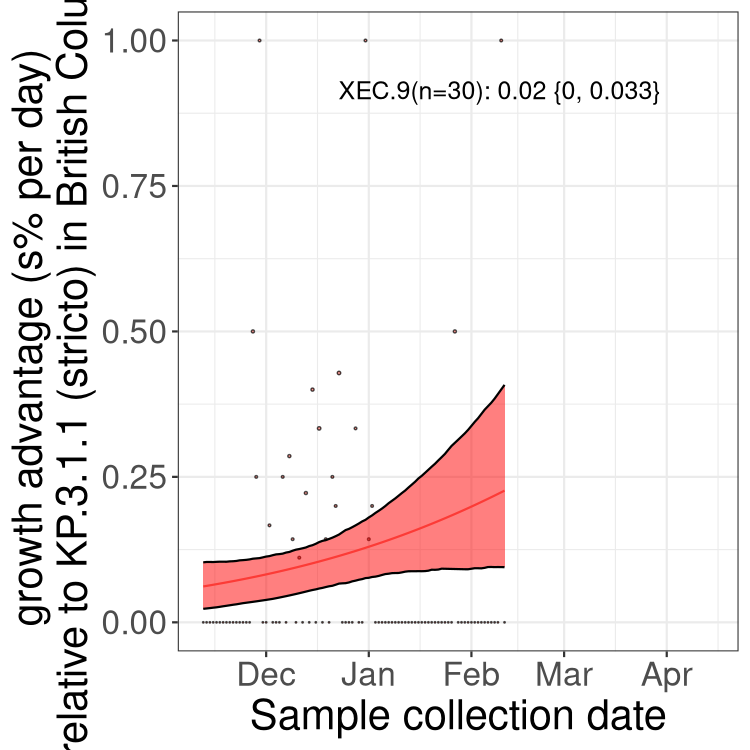 growth advantage (s% per day)
relative to KP.3.1.1 (stricto) in British Colu
1.00
0.75
0.50
0.25
0.00
XEC.9(n=30): 0.02 {0, 0.033}
Dec Jan Feb Mar Apr
Sample collection date